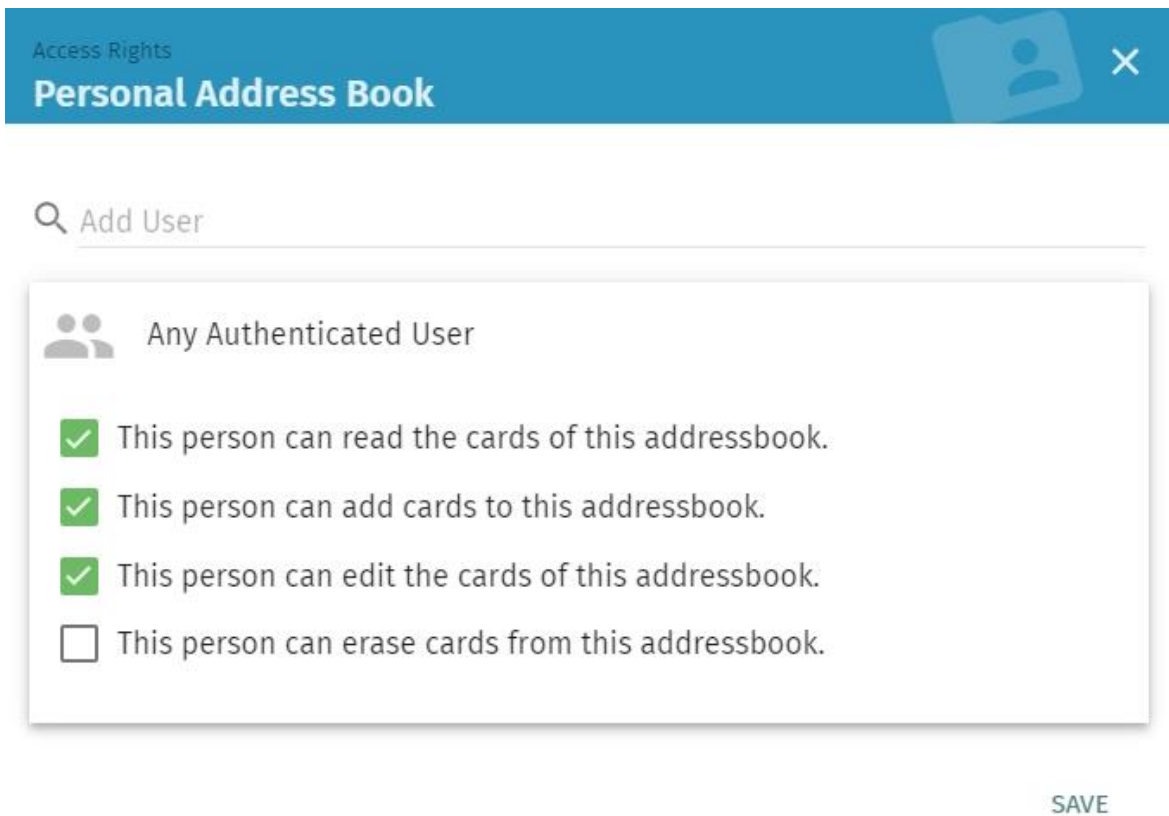 Access Rights
Personal Address Book
Add User
Any Authenticated User
This person can read the cards of this addressbook.
This person can add cards to this addressbook.
This person can edit the cards of this addressbook.
This person can erase cards from this addressbook.
SAVE